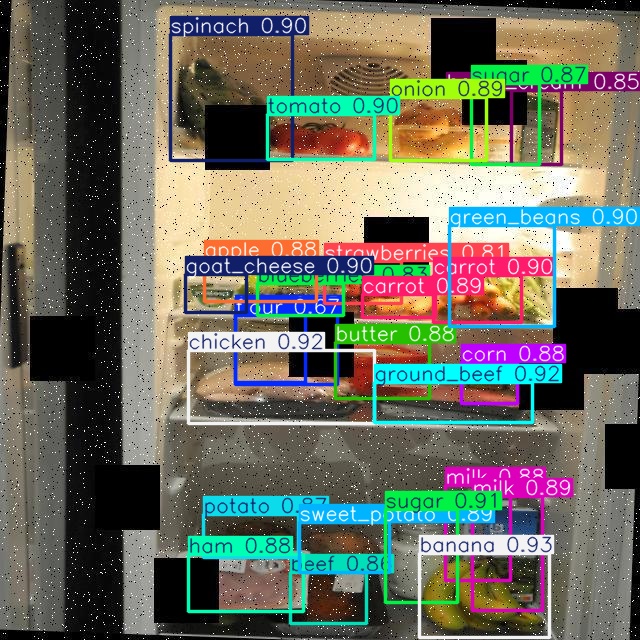 spinach 0.90
sugar 0.87
0.85
onion 0.89
tomato 0.90
green_beans 0.90
apple 0.88
strawberries 0.81
goat_cheese 0.90
carrot 0.90
0.83
carrot 0.89
0.67
butter 0.88
chicken 0.92
corn 0.88
ground_beef 0.92
milk 0.88
milk 0.89
potato 0.87
sugar 0.91
sweet_potato 0.89
ham 0.88
banana 0.93
beef 0.86